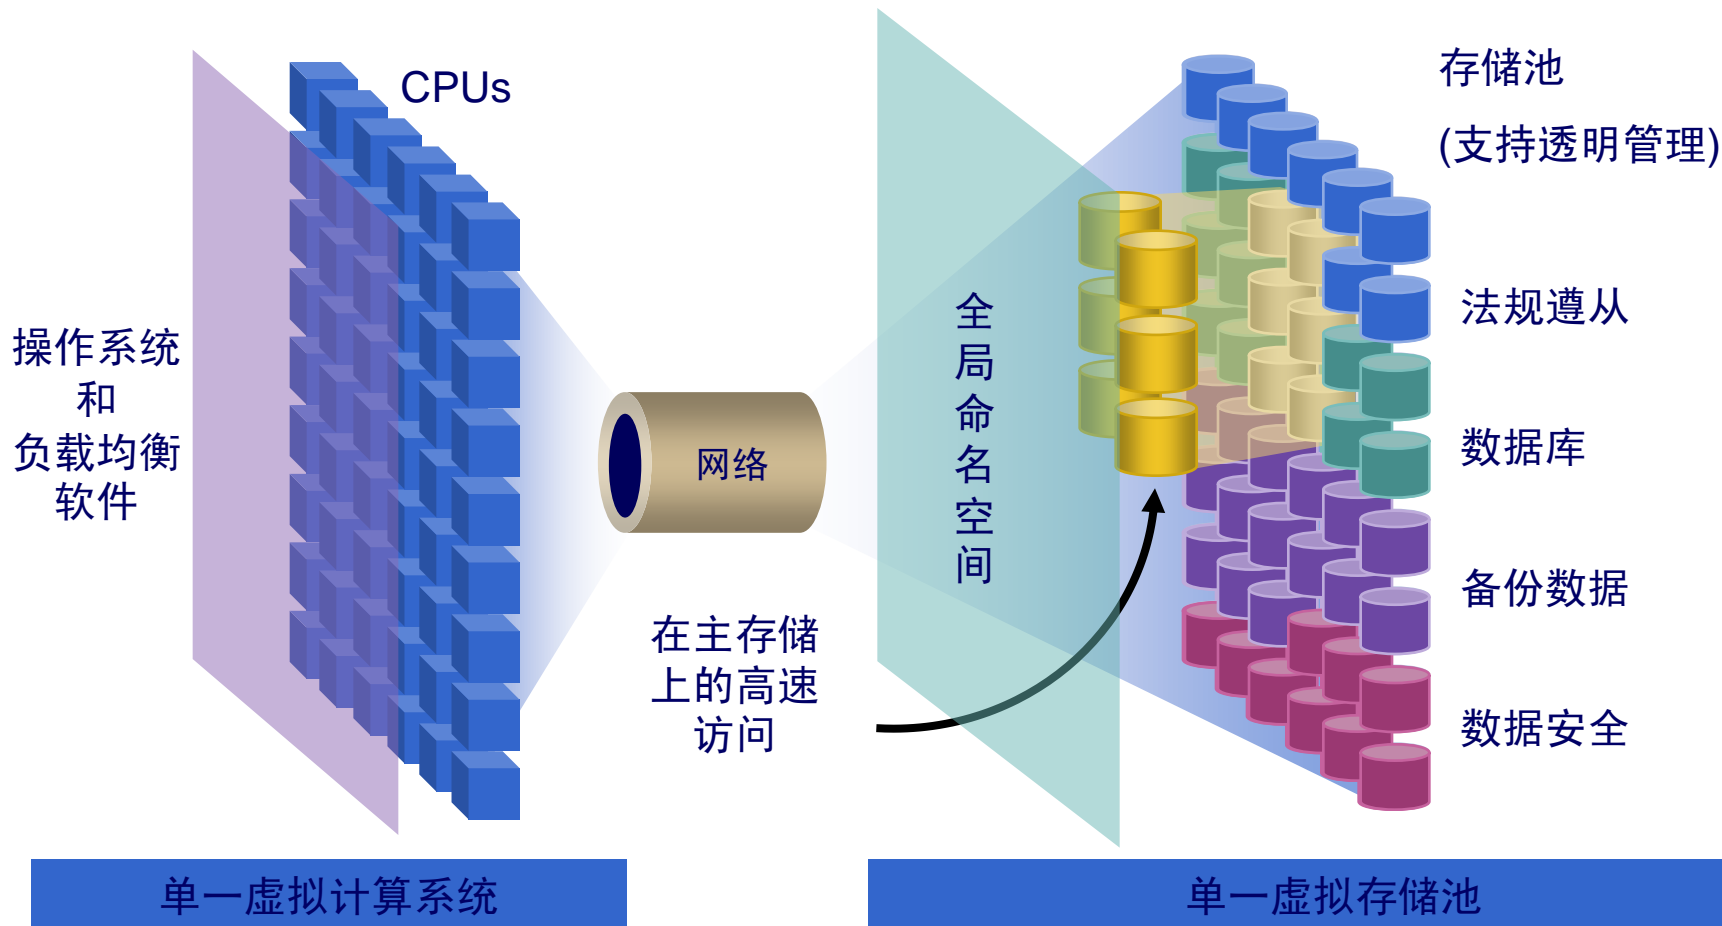 CPUs
操作系统
和
负载均衡
软件
网络
在主存储
上的高速
访问
全
局
命
名
空
间
存储池
(支持透明管理)
法规遵从
数据库
备份数据
数据安全
单一虚拟计算系统
单一虚拟存储池